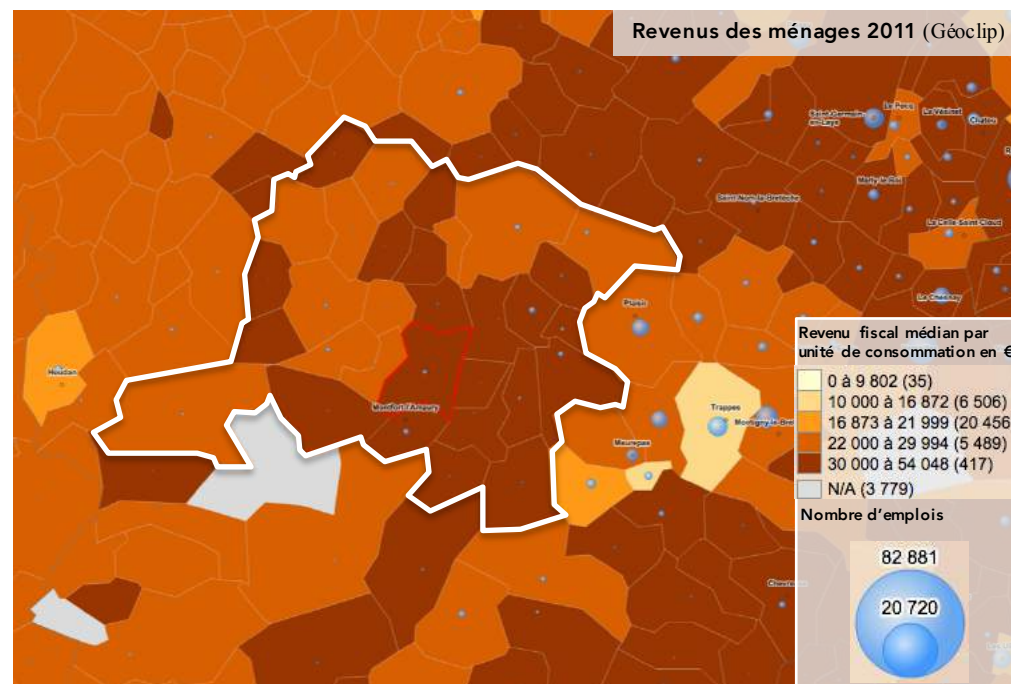 Revenus des ménages 2011 (Géoclip)
Saint-Germain-
en-Laye
Le Pecq
Le Vésinet
Chatou
Marly-le-Roi
Saint-Nom-la-Bretèche
La Celle-Saint-Cloud
Le Chesnay
Plaisir
Houdan
Montfort-l'Amaury
Trappes
Montigny-le-Bret
Maurepas
Chevreuse
Revenu fiscal médian par
unité de consommation en €
0 à 9 802 (35)
10 000 à 16 872 (6 506)
16 873 à 21 999 (20 456
22 000 à 29 994 (5 489)
30 000 à 54 048 (417)
N/A (3 779)
Nombre d'emplois
82 881
20 720